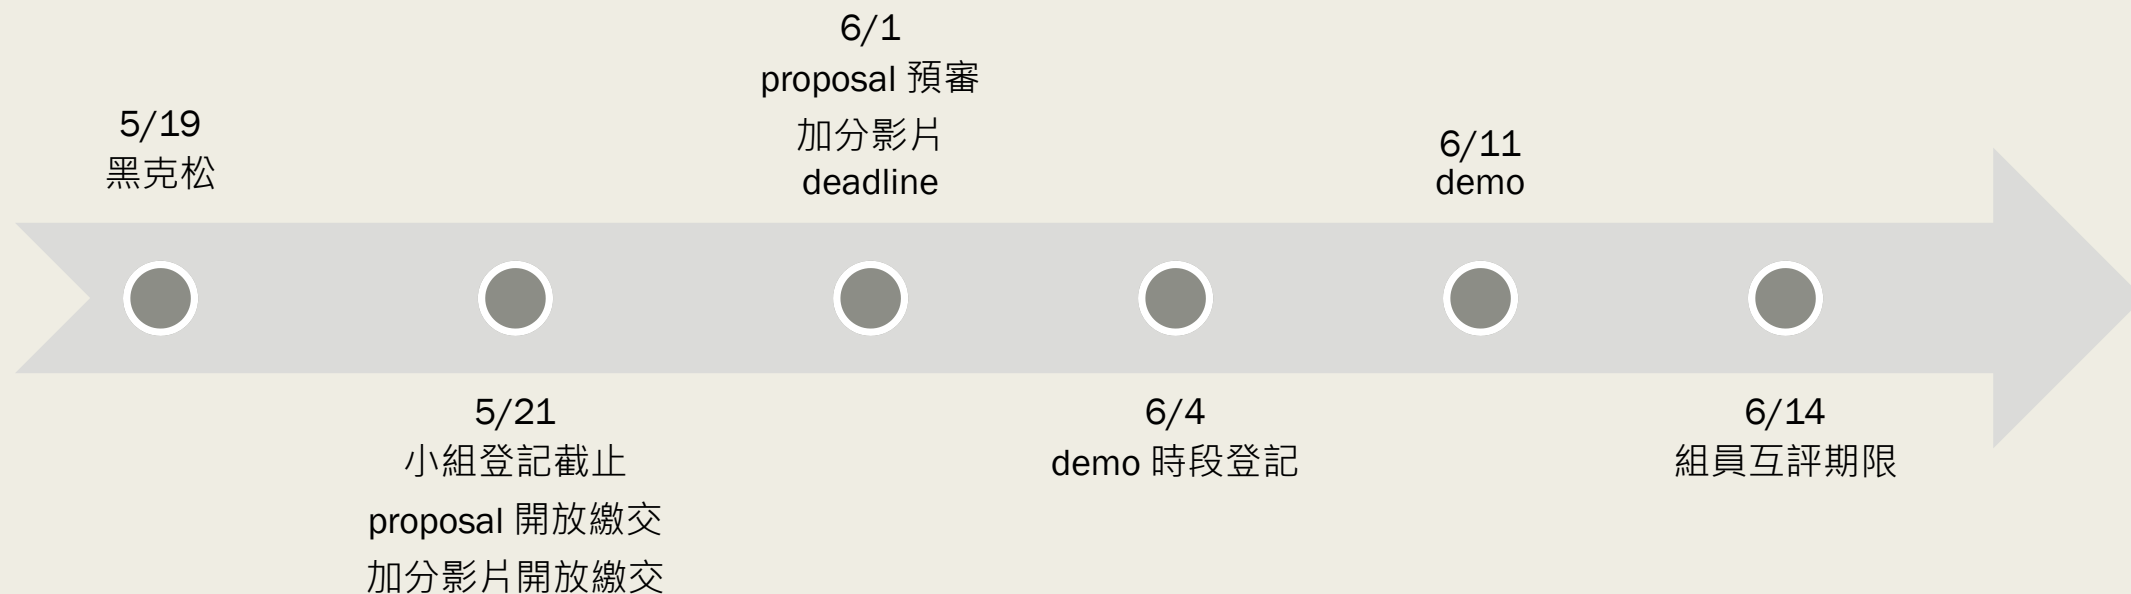 5/19
黑克松
5/21
小組登記截止
proposal 開放繳交
加分影片開放繳交
6/1
proposal 預審
加分影片
deadline
6/4
demo 時段登記
6/11
demo
6/14
組員互評期限